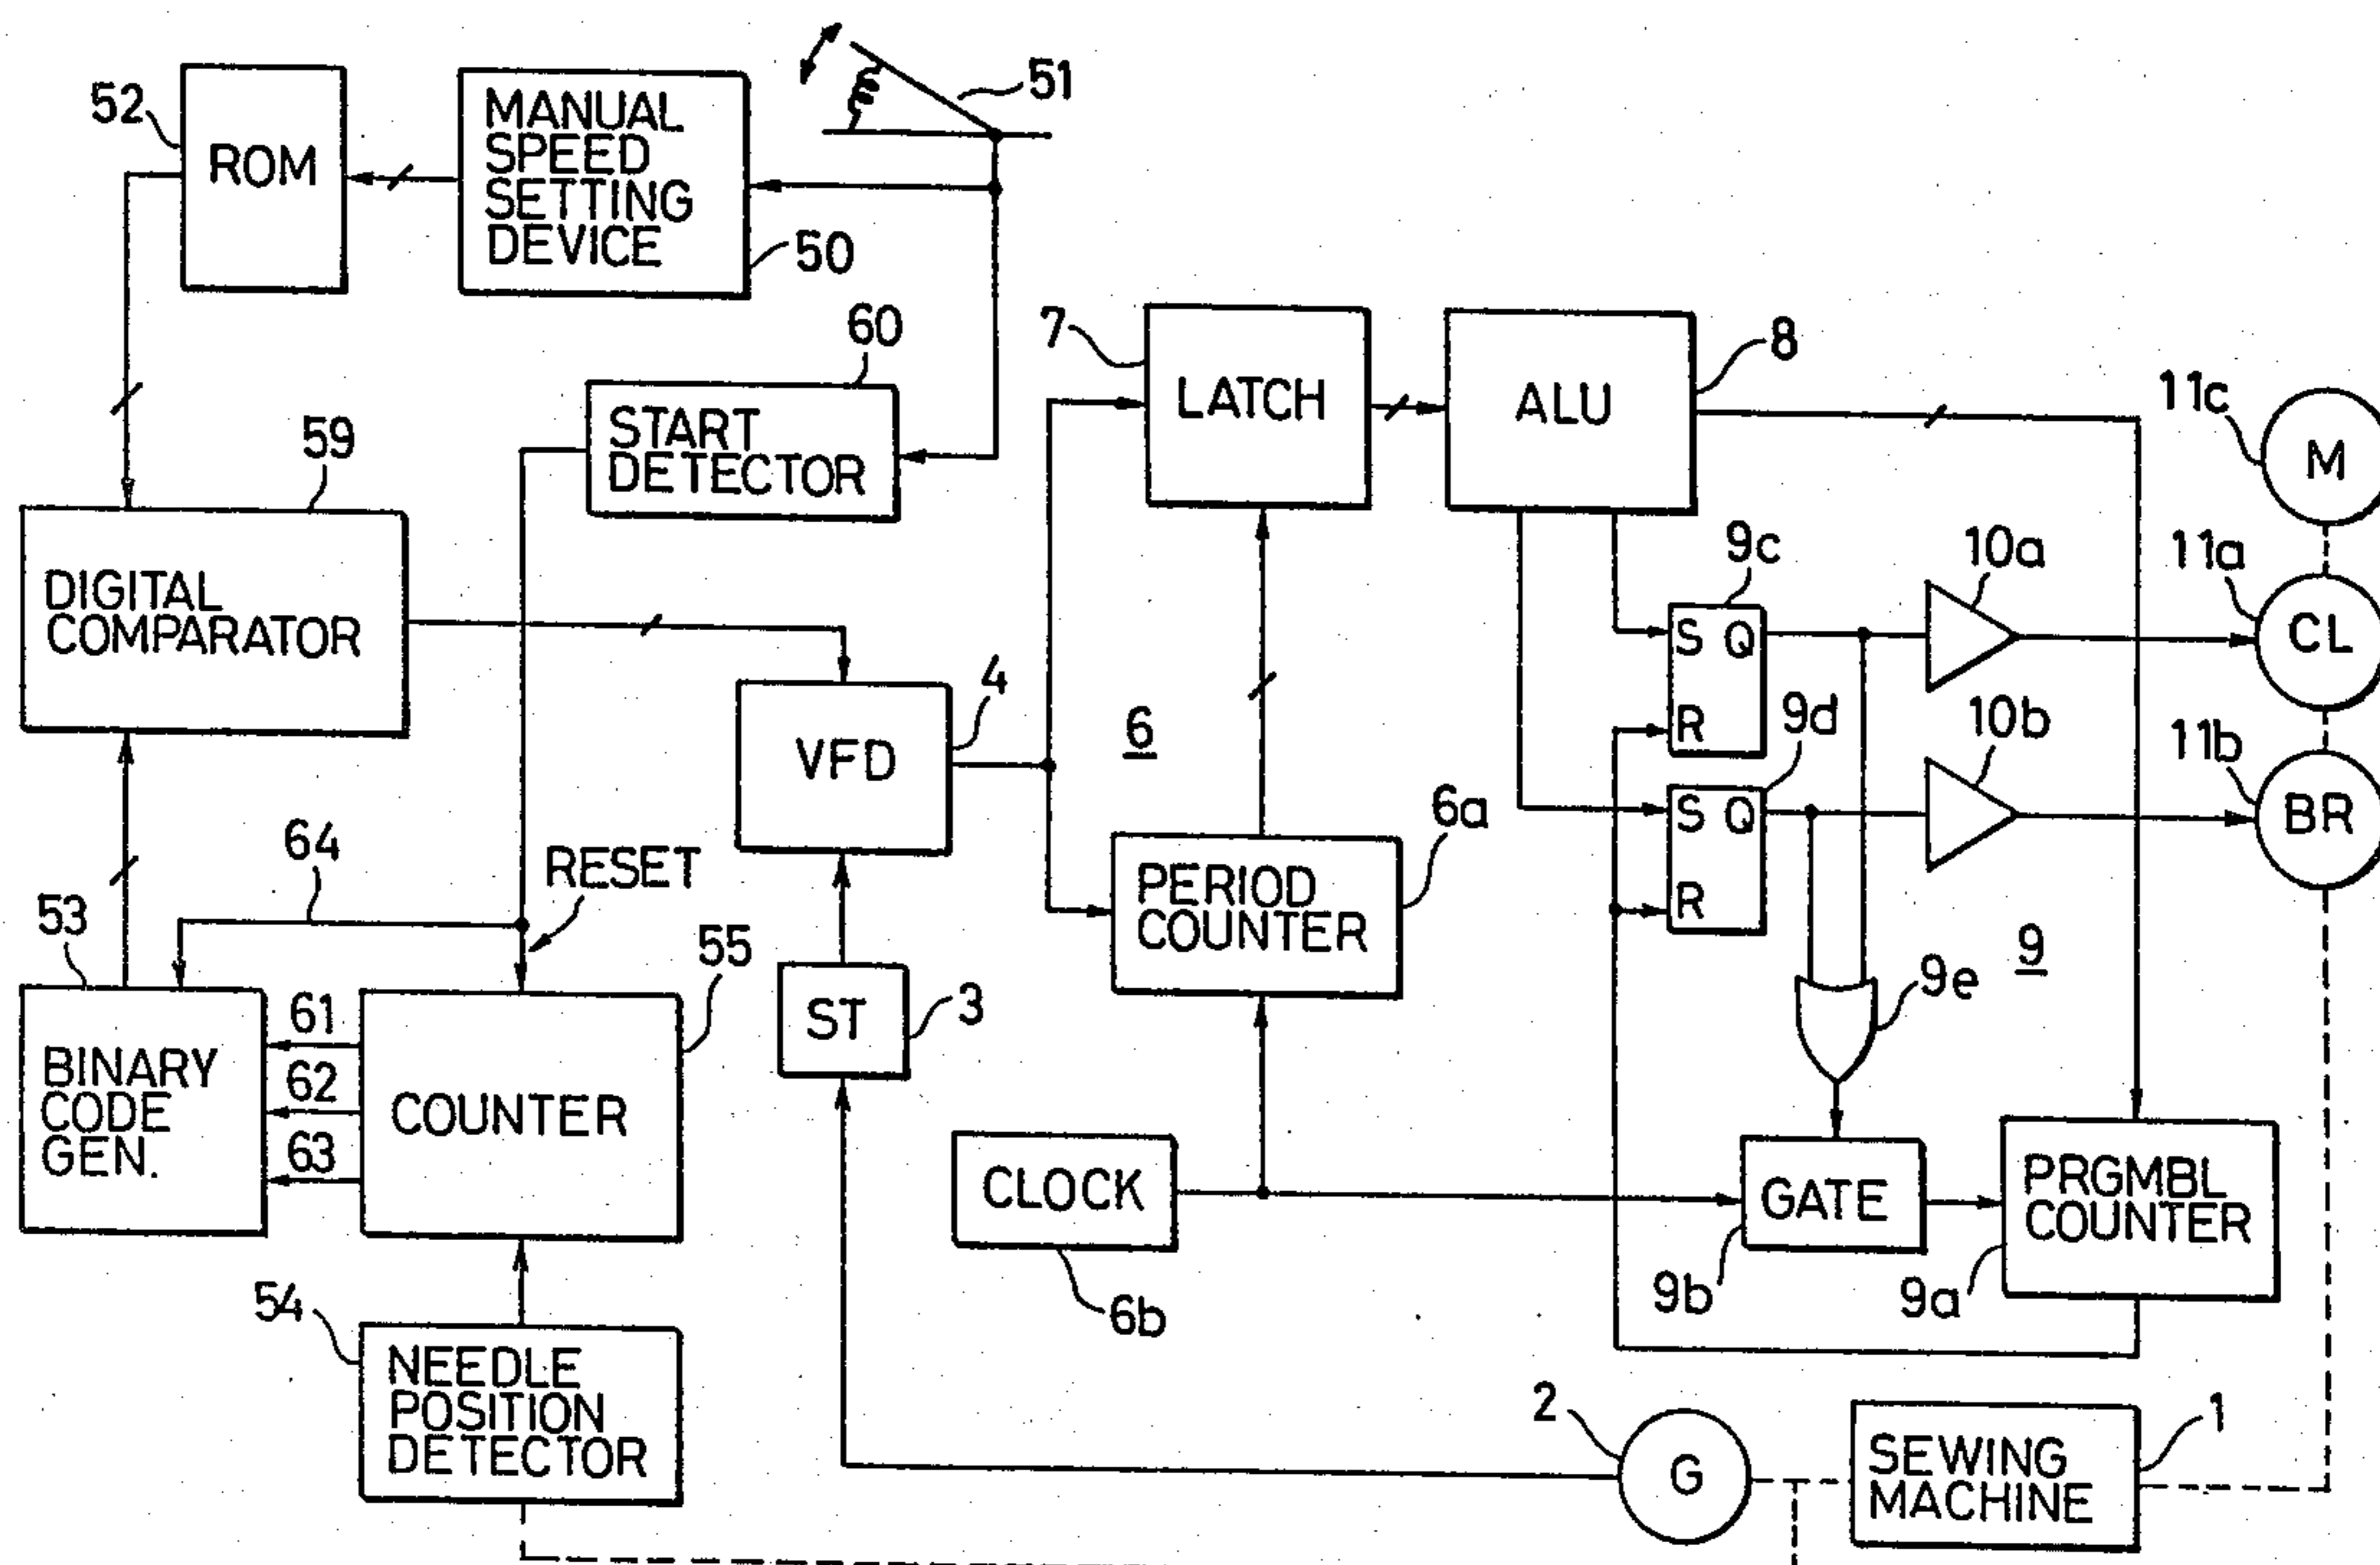 52
ROM
MANUAL
SPEED
SETTING
DEVICE
50
51
60
START
DETECTOR
59
DIGITAL
COMPARATOR
7
LATCH
ALU
8
11c
M
9c
S Q
R
10a
11a
CL
4
VFD
6
9d
S Q
R
10b
11b
BR
64
RESET
6a
PERIOD
COUNTER
53
BINARY
CODE
GEN.
61
62
63
55
COUNTER
ST
3
9
9e
CLOCK
6b
GATE
9b
PRGMBL
COUNTER
9a
54
NEEDLE
POSITION
DETECTOR
2
G
SEWING
MACHINE
1